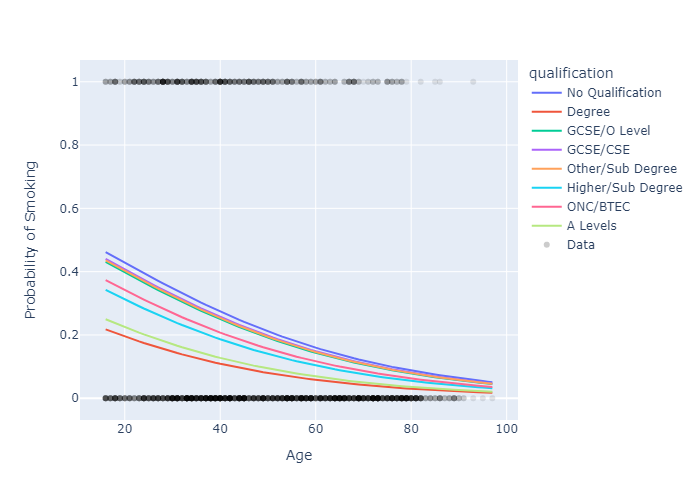 qualification
No Qualification
Degree
GCSE/O Level
GCSE/CSE
Other/Sub Degree
Higher/Sub Degree
ONC/BTEC
A Levels
Data
Probability of Smoking
1
0.8
0.6
0.4
0.2
0
20 40 60 80 100
Age